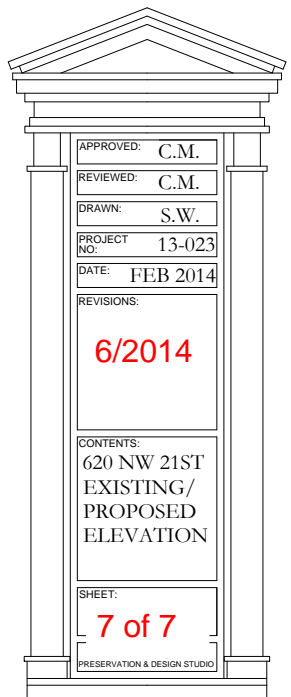 APPROVED: C.M.
REVIEWED: C.M.
DRAWN: S.W.
PROJECT
NO: 13-023
DATE: FEB 2014
REVISIONS:
6/2014
CONTENTS:
620 NW 21ST
EXISTING/
PROPOSED
ELEVATION
SHEET:
7 of 7
PRESERVATION & DESIGN STUDIO